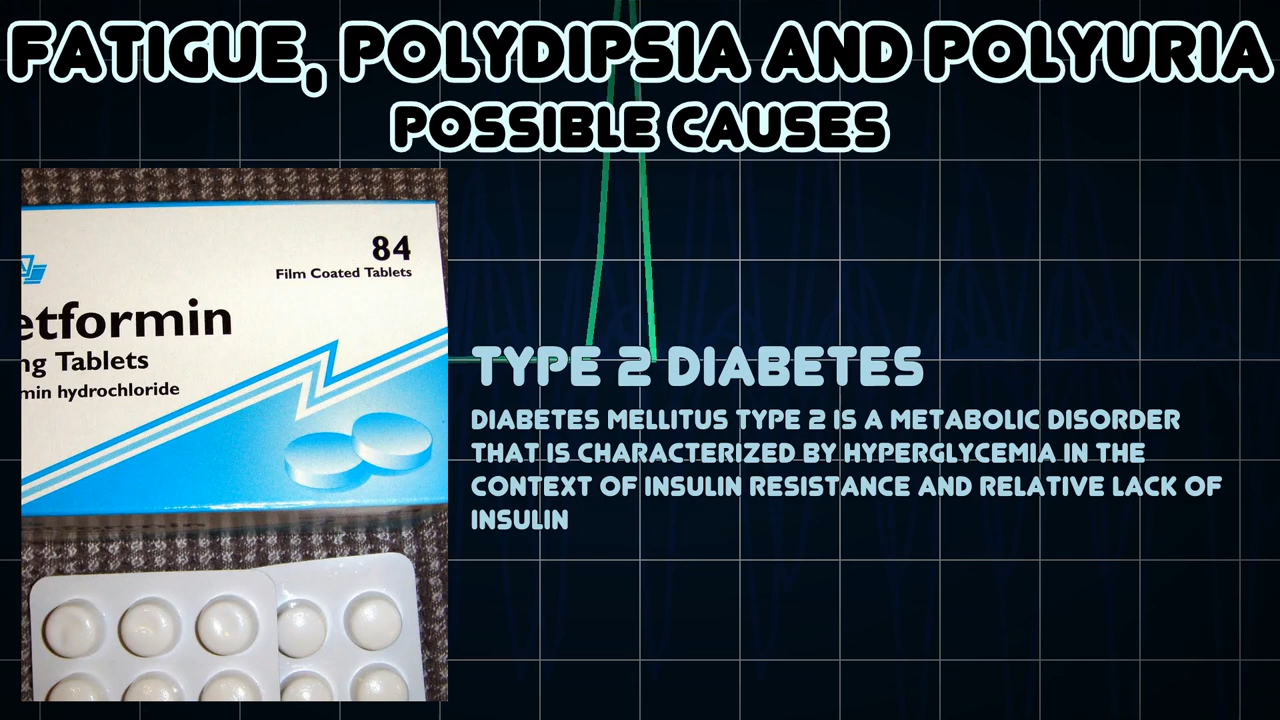 FATIGUE, POLYDIPSIA AND POLYURIA
POSSIBLE CAUSES
84
Film Coated Tablets
etformin
ng Tablets
min hydrochloride
TYPE 2 DIABETES
DIABETES MELLITUS TYPE 2 IS A METABOLIC DISORDER
THAT IS CHARACTERIZED BY HYPERGLYCEMIA IN THE
CONTEXT OF INSULIN RESISTANCE AND RELATIVE LACK OF
INSULIN